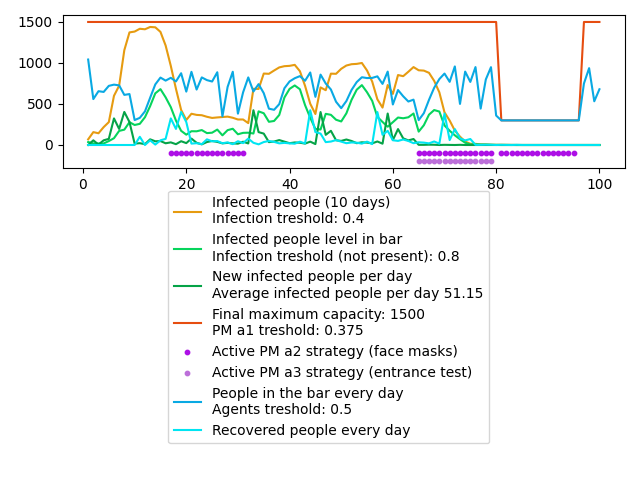 1500
1000
500
0
0 20 40 60 80 100
Infected people (10 days)
Infection treshold: 0.4
Infected people level in bar
Infection treshold (not present): 0.8
New infected people per day
Average infected people per day 51.15
Final maximum capacity: 1500
PM a1 treshold: 0.375
Active PM a2 strategy (face masks)
Active PM a3 strategy (entrance test)
People in the bar every day
Agents treshold: 0.5
Recovered people every day